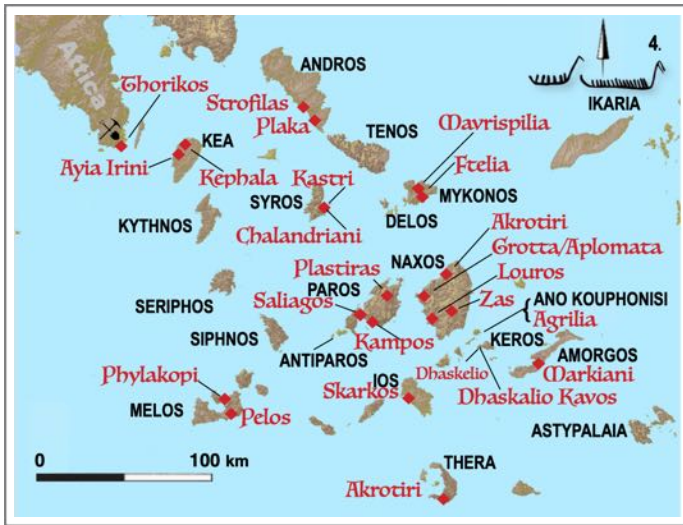 4.
Attica
Thorikos
ANDROS
IKARIA
Strofilas
Plaka
TENOS
Mavrispilia
Ftelia
KEA
Ayia Irini
Kephala
Kastri
SYROS
Chalandriani
MYKONOS
DELOS
KYTHNOS
Akrotiri
Grotta/Aplomata
NAXOS
Louros
Plastiras
PAROS
Zas
ANO KOUPHONISI
{
Agrilia
SERIPHOS
Saliagos
SIPHNOS
Kampos
KEROS
ANTIPAROS
AMORGOS
Markiani
Dhaskelio
Dhaskalio Kavos
Phylakopi
IOS
Skarkos
MELOS
Pelos
ASTYPALAIA
0 100 km
THERA
Akrotiri